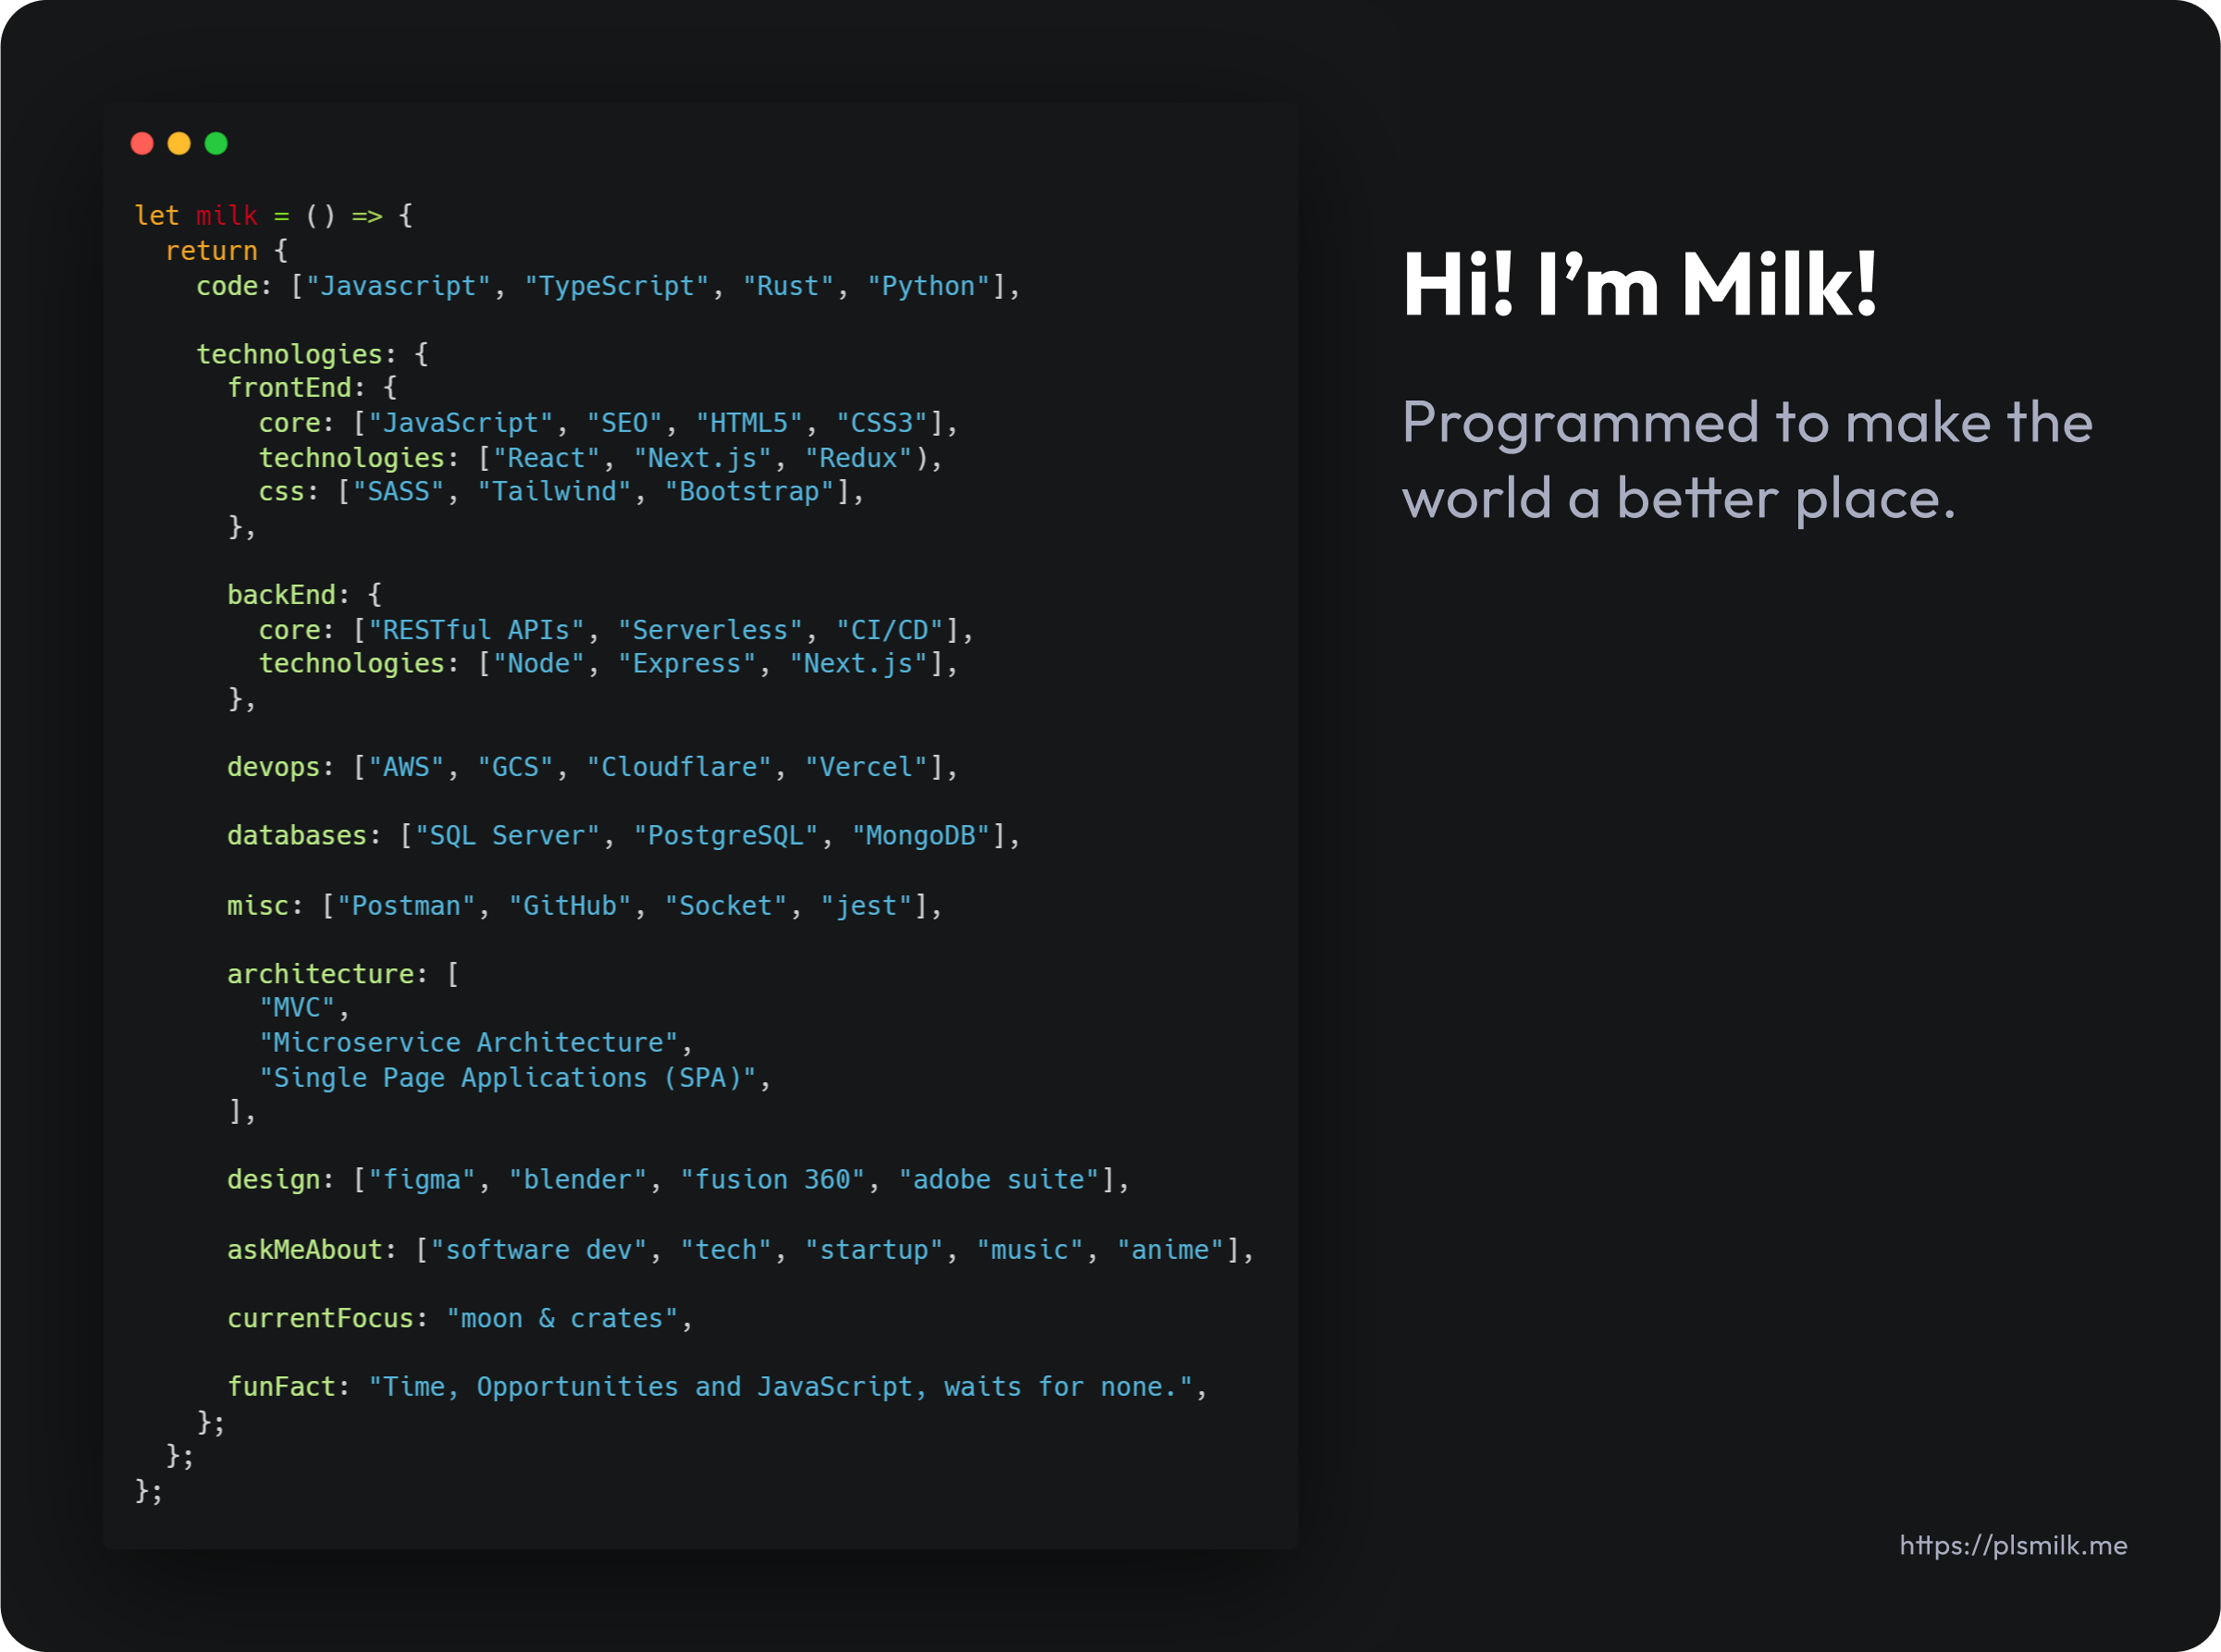 let milk = () => {
  return {
    code: ["Javascript", "TypeScript", "Rust", "Python"],

    technologies: {
      frontEnd: {
        core: ["JavaScript", "SEO", "HTML5", "CSS3"],
        technologies: ["React", "Next.js", "Redux"),
        css: ["SASS", "Tailwind", "Bootstrap"],
      },

      backEnd: {
        core: ["RESTful APIs", "Serverless", "CI/CD"],
        technologies: ["Node", "Express", "Next.js"],
      },

      devops: ["AWS", "GCS", "Cloudflare", "Vercel"],

      databases: ["SQL Server", "PostgreSQL", "MongoDB"],

      misc: ["Postman", "GitHub", "Socket", "jest"],

      architecture: [
        "MVC",
        "Microservice Architecture",
        "Single Page Applications (SPA)",
      ],

      design: ["figma", "blender", "fusion 360", "adobe suite"],

      askMeAbout: ["software dev", "tech", "startup", "music", "anime"],

      currentFocus: "moon & crates",

      funFact: "Time, Opportunities and JavaScript, waits for none.",
    };
  };
};
Hi! I’m Milk!
Programmed to make the
world a better place.
https://plsmilk.me